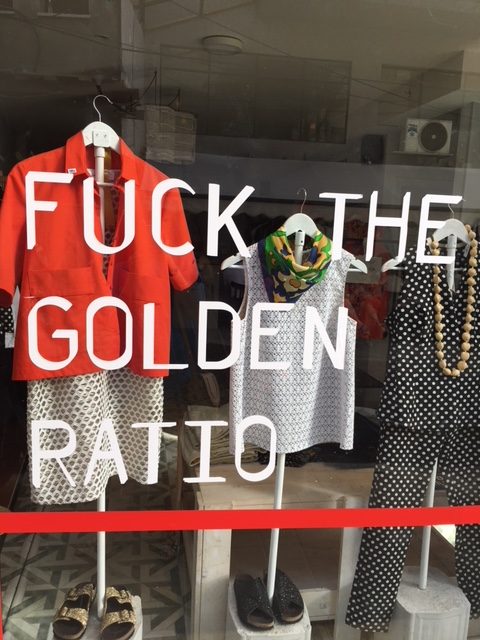 FUCK THE
GOLDEN
RATIO